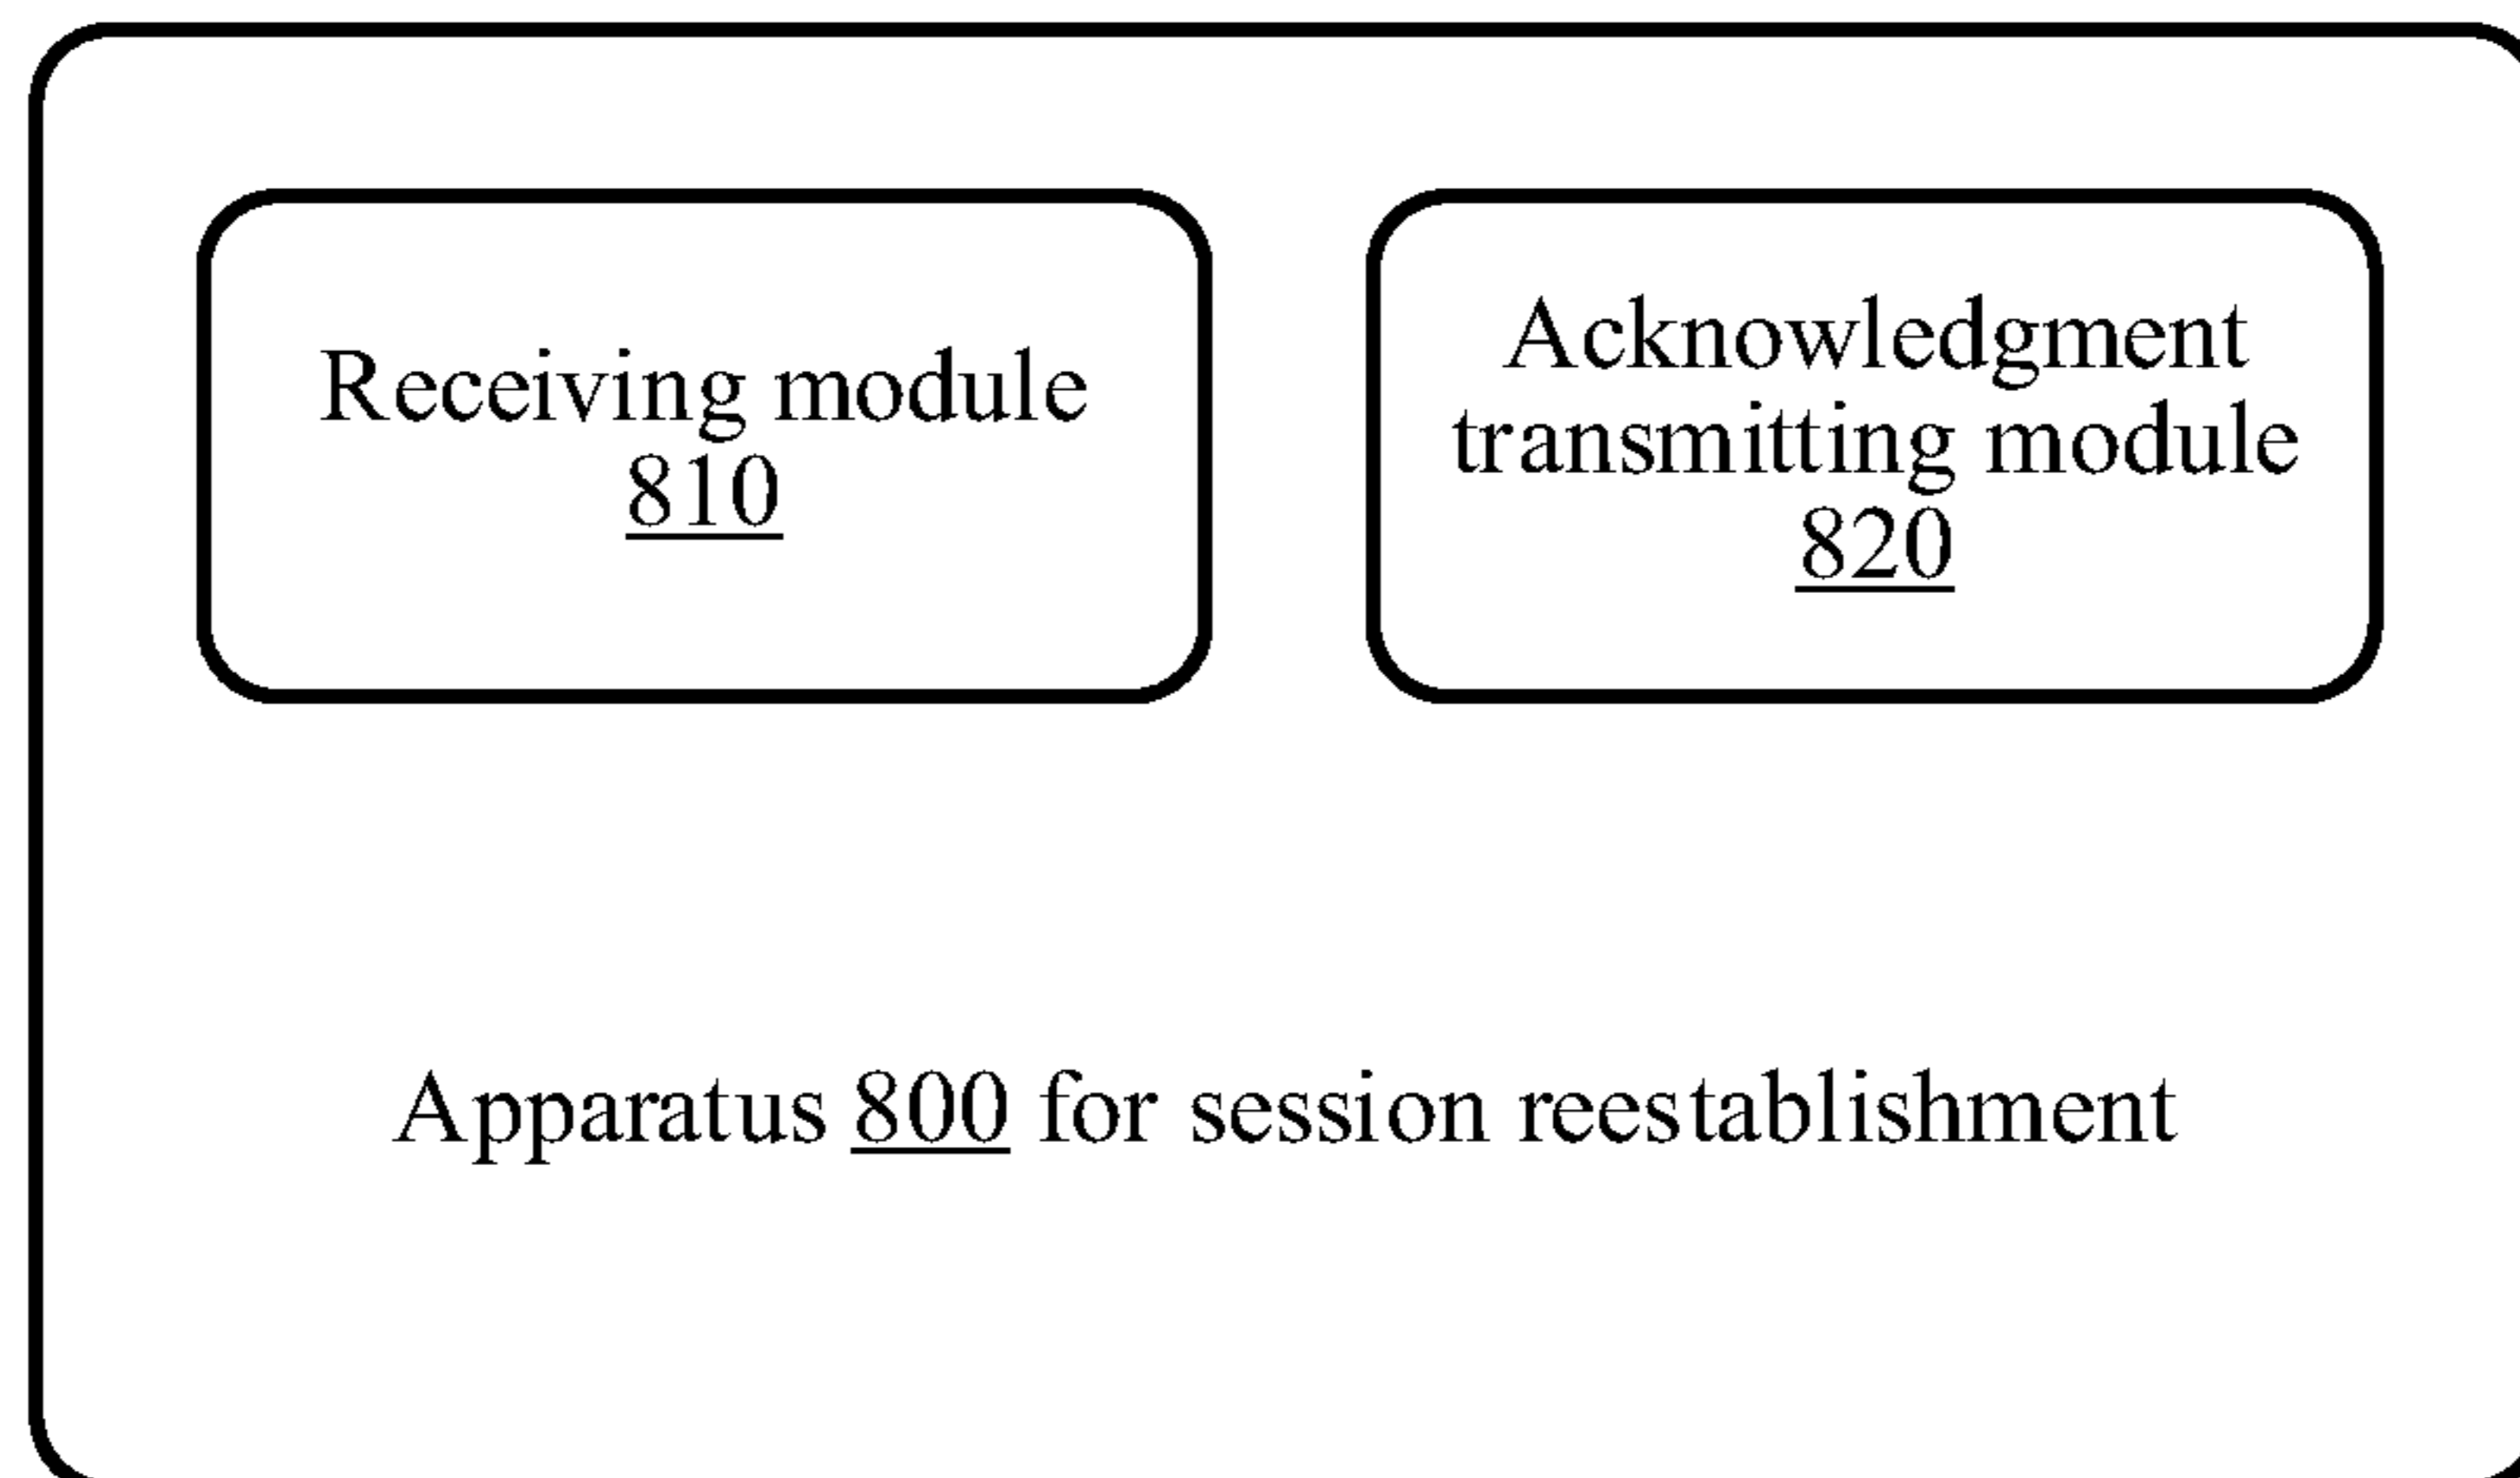 Receiving module
810
Acknowledgment
transmitting module
820
Apparatus 800 for session reestablishment